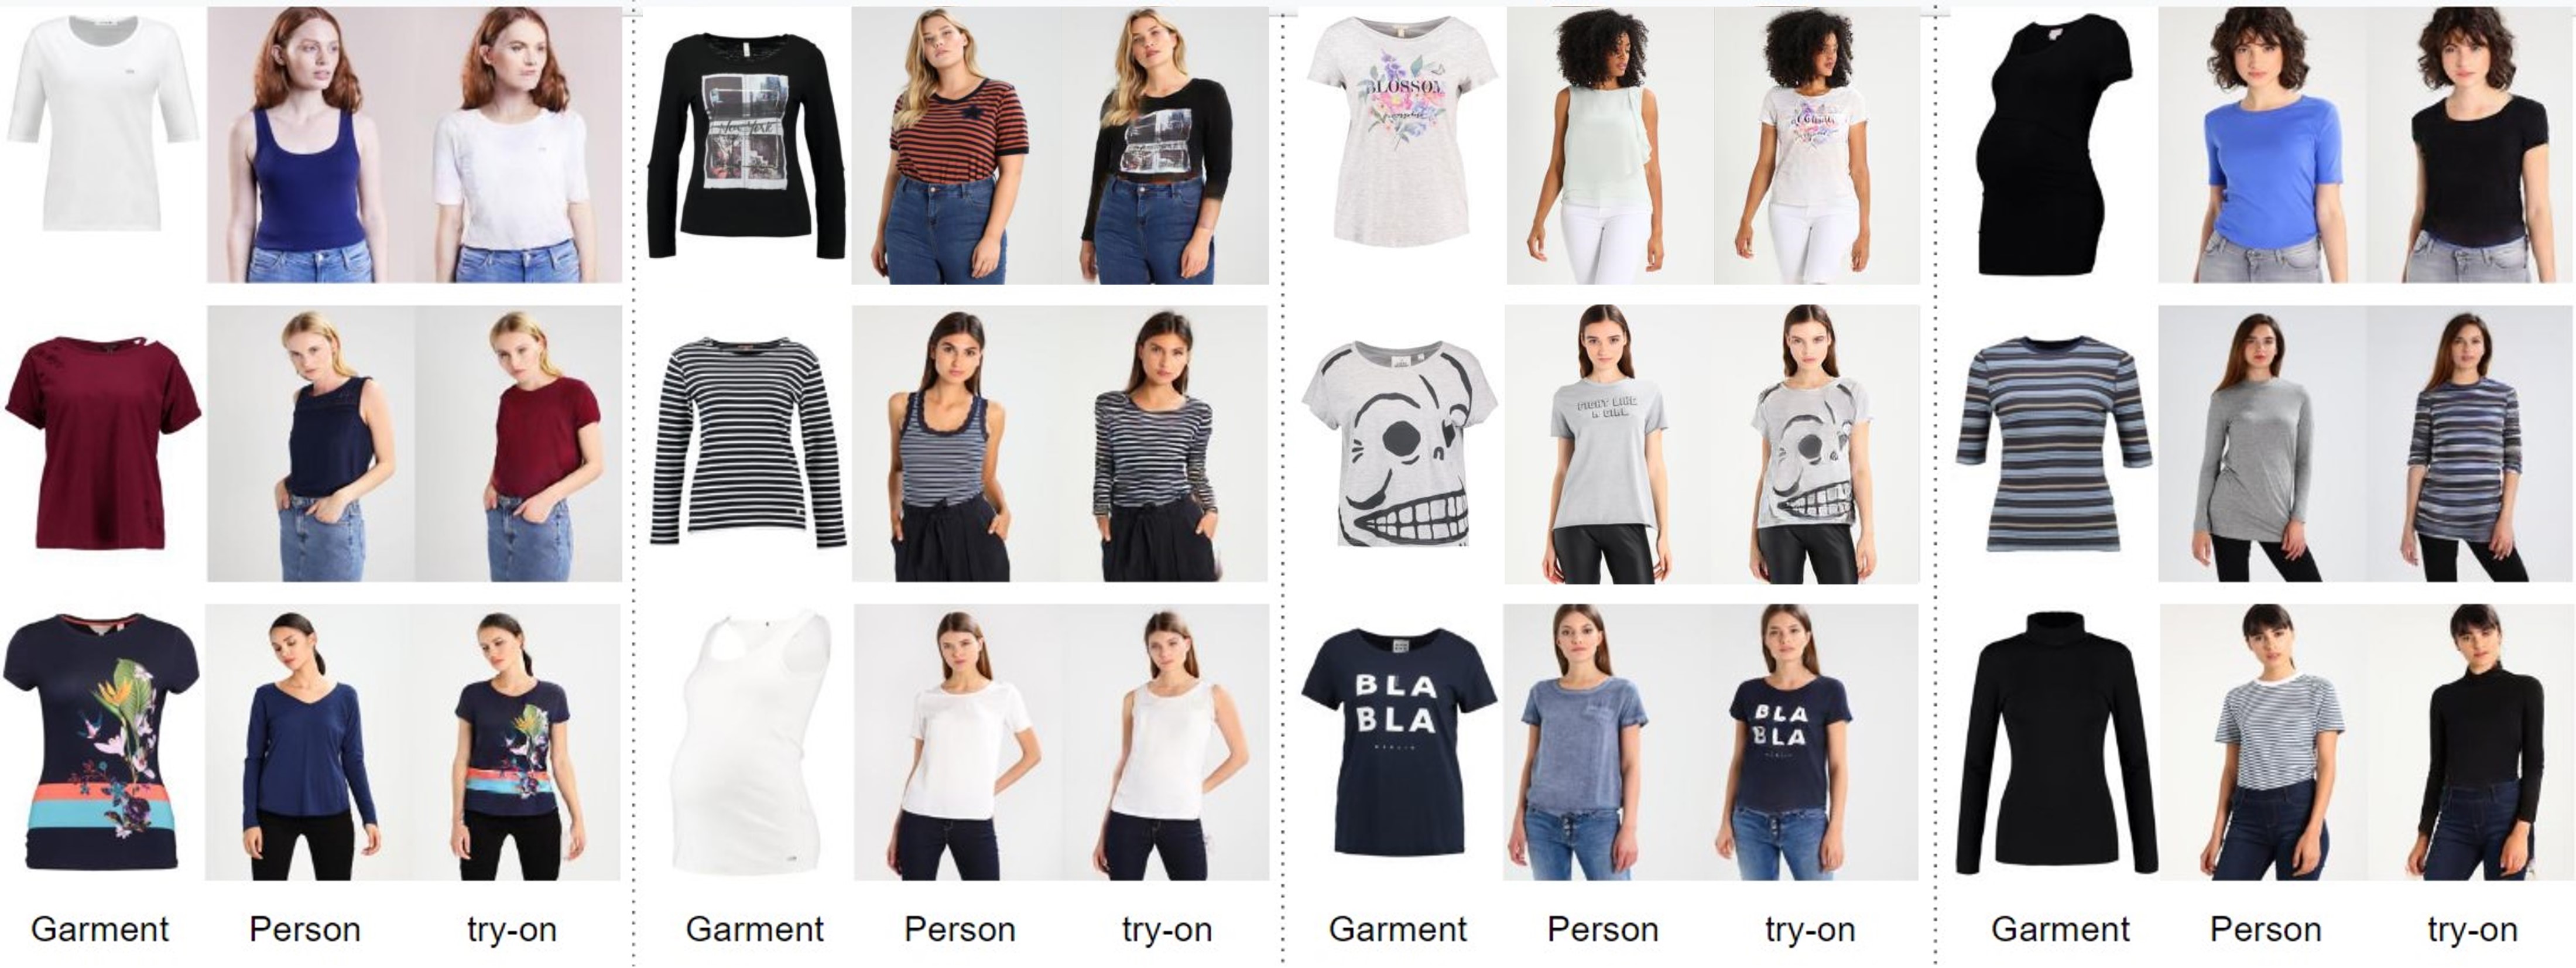 BLOSSOM
FIGHT LIKE
A GIRL
BLA
BLA
BERLIN
BLA
BLA
Garment Person try-on Garment Person try-on Garment Person try-on Garment Person try-on